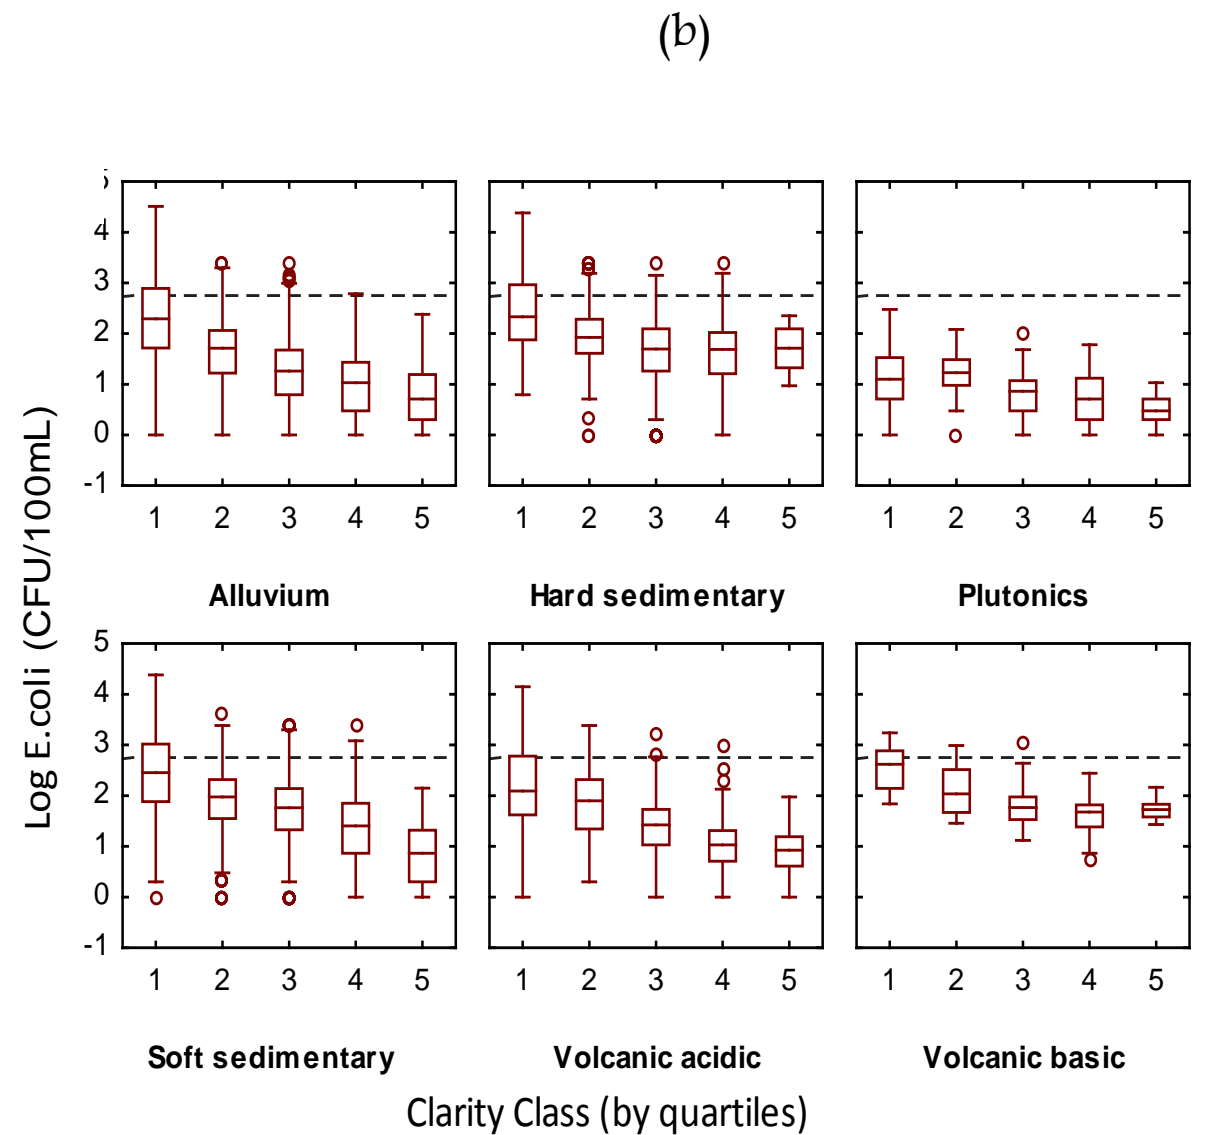 (b)
4
3
2
1
0
-1
1 2 3 4 5
1 2 3 4 5
1 2 3 4 5
Alluvium
Hard sedimentary
Plutonics
Log E.coli (CFU/100mL)
5
4
3
2
1
0
-1
1 2 3 4 5
1 2 3 4 5
1 2 3 4 5
Soft sedimentary
Volcanic acidic
Volcanic basic
Clarity Class (by quartiles)